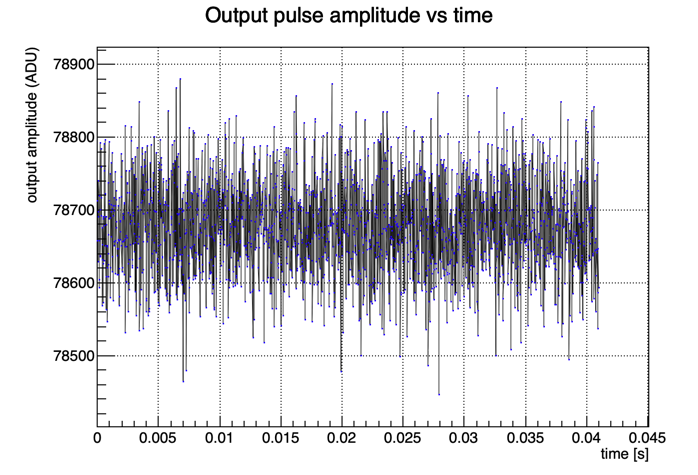 Output pulse amplitude vs time
output amplitude (ADU)
78900
78800
78700
78600
78500
0 0.005 0.01 0.015 0.02 0.025 0.03 0.035 0.04 0.045
time [s]